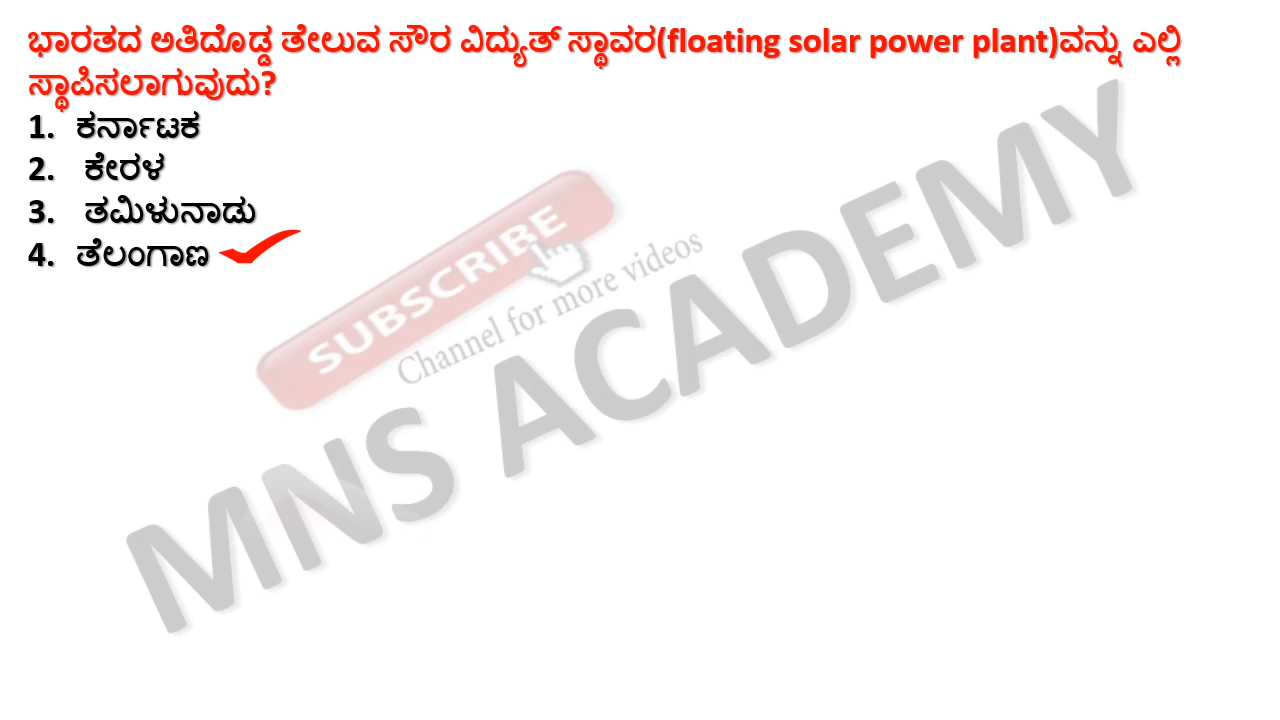 ಭಾರತದ ಅತಿದೊಡ್ಡ ತೇಲುವ ಸೌರ ವಿದ್ಯುತ್ ಸ್ಥಾವರ(floating solar power plant)ವನ್ನು ಎಲ್ಲಿ
ಸ್ಥಾಪಿಸಲಾಗುವುದು?
1. ಕರ್ನಾಟಕ
2. ಕೇರಳ
3. ತಮಿಳುನಾಡು
4. ತೆಲಂಗಾಣ
SUBSCRIBE
Channel for more videos
MNS ACADEMY